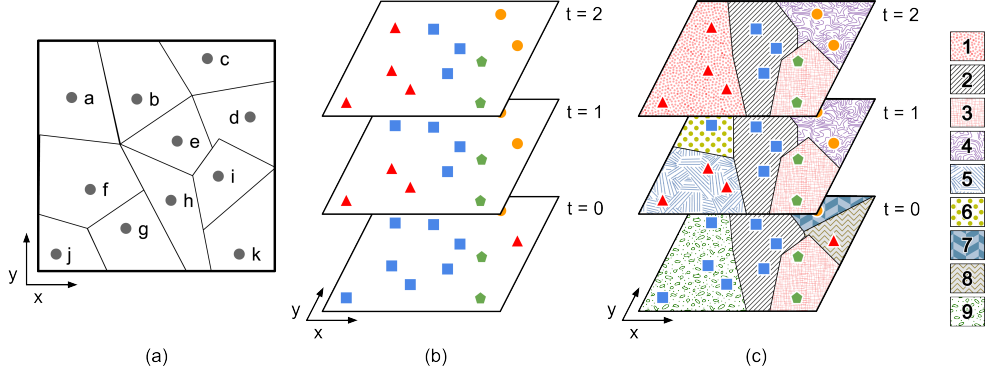 a
b
c
d
e
f
g
h
i
j
k
y
x
(a)
t = 2
t = 1
t = 0
y
x
(b)
t = 2
t = 1
t = 0
y
x
(c)
1
2
3
4
5
6
7
8
9